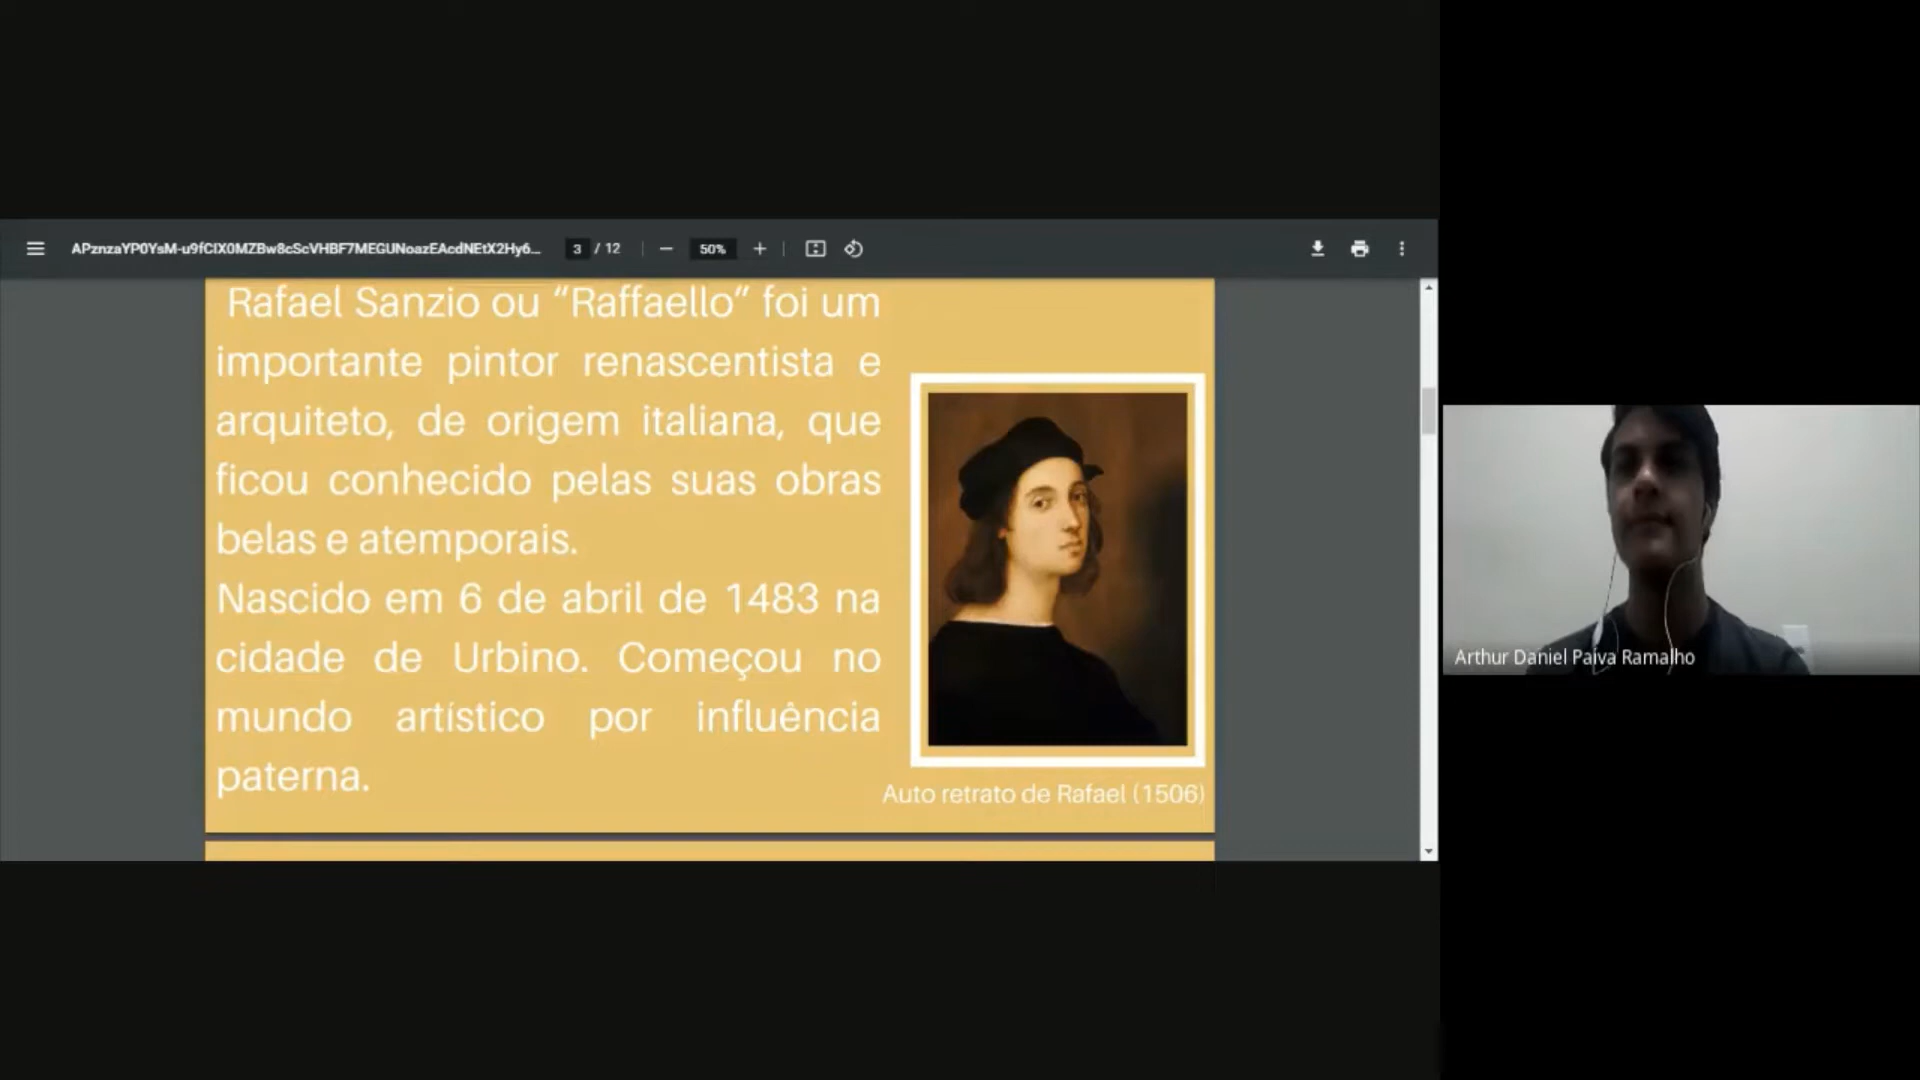 APznzaYP0YsM-u9fCIX0MZBw8cScVHBF7MEGUNoazEAcdNEtX2Hy6...
3 / 12
50%
Rafael Sanzio ou “Raffaello” foi um
importante pintor renascentista e
arquiteto, de origem italiana, que
ficou conhecido pelas suas obras
belas e atemporais.
Nascido em 6 de abril de 1483 na
cidade de Urbino. Começou no
mundo artístico por influência
paterna.
Auto retrato de Rafael (1506)
Arthur Daniel Paiva Ramalho